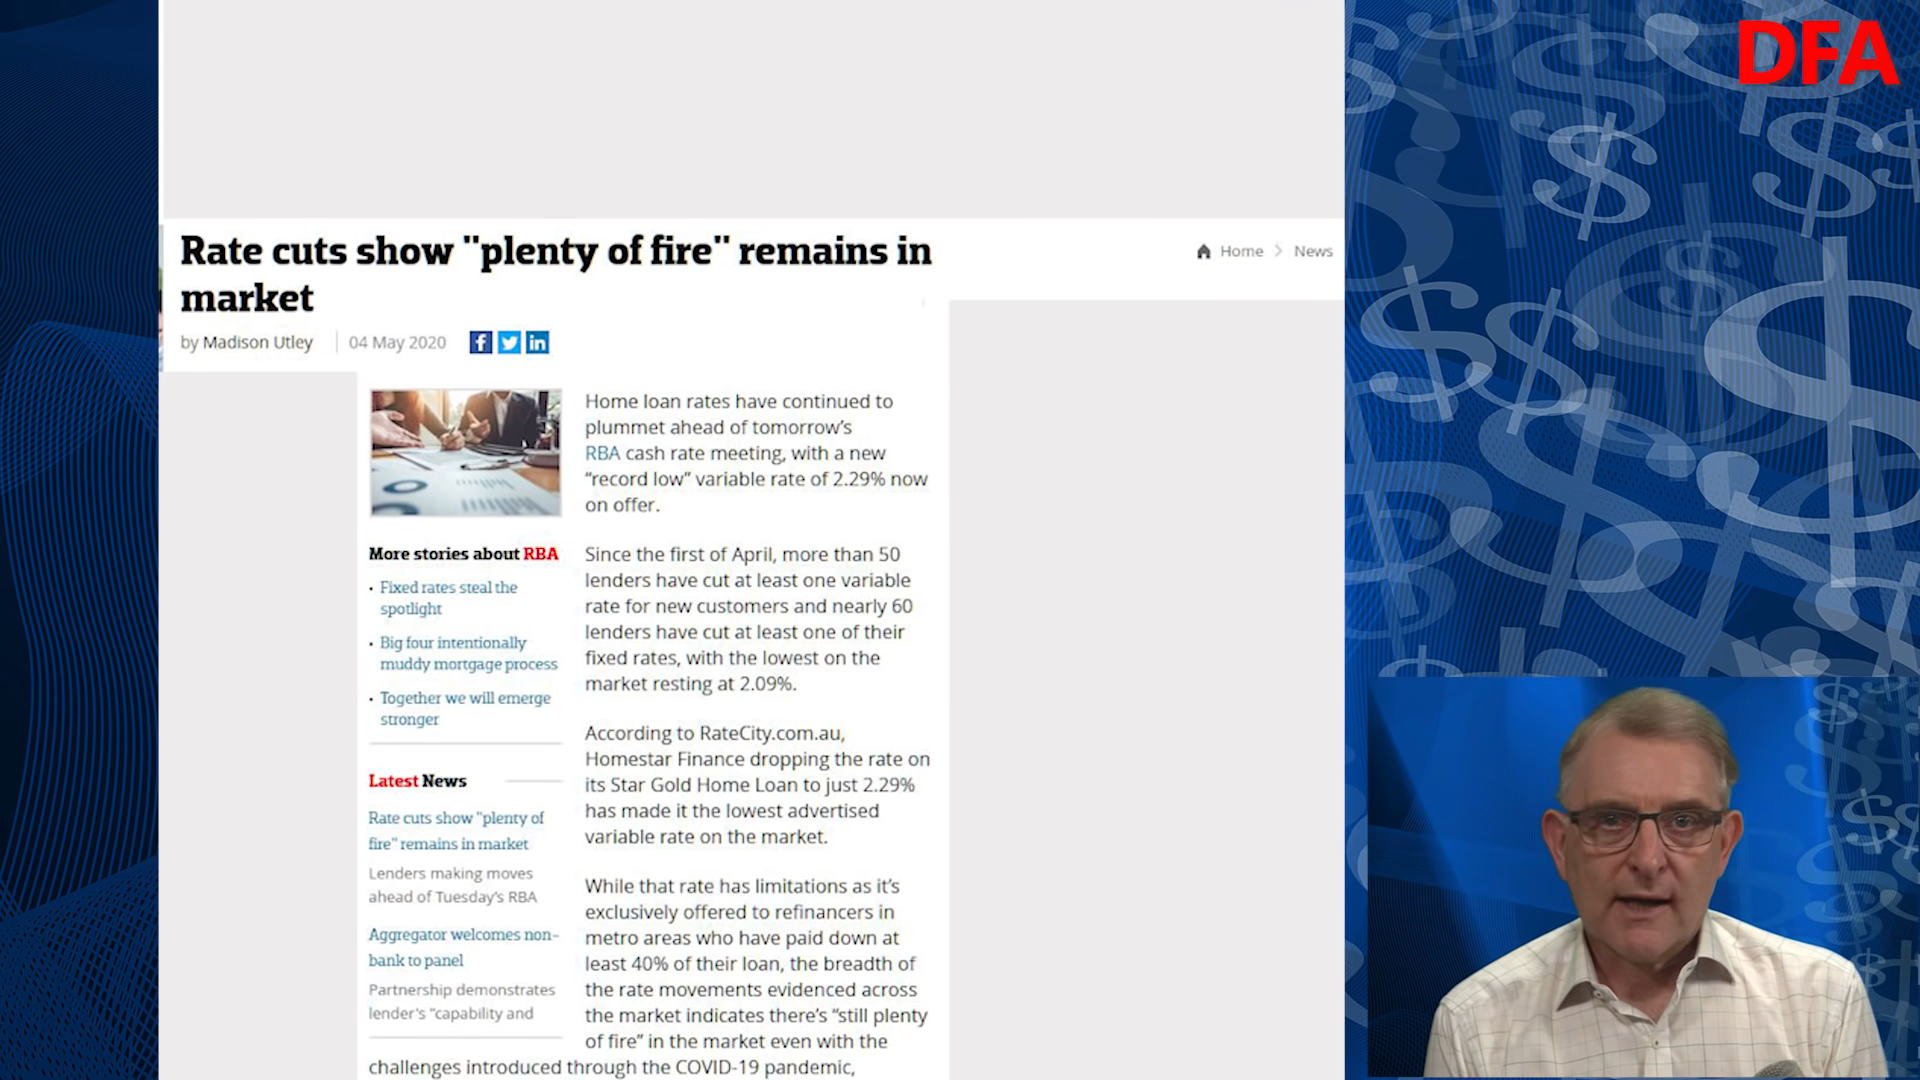 DFA
Rate cuts show "plenty of fire" remains in
market
Home > News
by Madison Utley | 04 May 2020
Home loan rates have continued to
plummet ahead of tomorrow's
RBA cash rate meeting, with a new
“record low” variable rate of 2.29% now
on offer.
Since the first of April, more than 50
lenders have cut at least one variable
rate for new customers and nearly 60
lenders have cut at least one of their
fixed rates, with the lowest on the
market resting at 2.09%.
According to RateCity.com.au,
Homestar Finance dropping the rate on
its Star Gold Home Loan to just 2.29%
has made it the lowest advertised
variable rate on the market.
While that rate has limitations as it’s
exclusively offered to refinancers in
metro areas who have paid down at
least 40% of their loan, the breadth of
the rate movements evidenced across
the market indicates there’s “still plenty
of fire” in the market even with the
challenges introduced through the COVID-19 pandemic,
More stories about RBA
· Fixed rates steal the
spotlight
· Big four intentionally
muddy mortgage process
· Together we will emerge
stronger
Latest News
Rate cuts show "plenty of
fire" remains in market
Lenders making moves
ahead of Tuesday's RBA
Aggregator welcomes non-
bank to panel
Partnership demonstrates
lender's "capability and